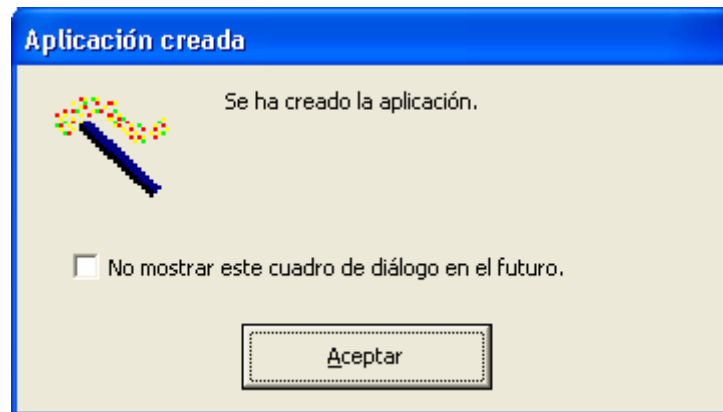 Aplicación creada
Se ha creado la aplicación.
No mostrar este cuadro de diálogo en el futuro.
Aceptar